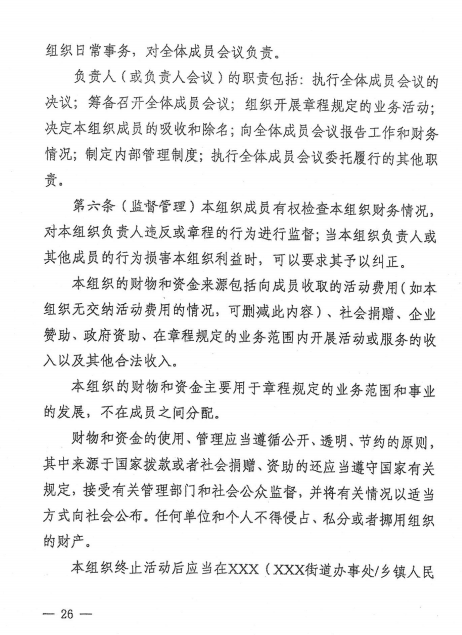 组织日常事务，对全体成员会议负责。
负责人（或负责人会议）的职责包括：执行全体成员会议的
决议；筹备召开全体成员会议；组织开展章程规定的业务活动；
决定本组织成员的吸收和除名；向全体成员会议报告工作和财务
情况；制定内部管理制度；执行全体成员会议委托履行的其他职
责。
第六条（监督管理）本组织成员有权检查本组织财务情况，
对本组织负责人违反或章程的行为进行监督；当本组织负责人或
其他成员的行为损害本组织利益时，可以要求其予以纠正。
本组织的财物和资金来源包括向成员收取的活动费用（如本
组织无交纳活动费用的情况，可删减此内容）、社会捐赠、企业
赞助、政府资助、在章程规定的业务范围内开展活动或服务的收
入以及其他合法收入。
本组织的财物和资金主要用于章程规定的业务范围和事业
的发展，不在成员之间分配。
财物和资金的使用、管理应当遵循公开、透明、节约的原则，
其中来源于国家拨款或者社会捐赠、资助的还应当遵守国家有关
规定，接受有关管理部门和社会公众监督，并将有关情况以适当
方式向社会公布。任何单位和个人不得侵占、私分或者挪用组织
的财产。
本组织终止活动后应当在XXX（XXX街道办事处/乡镇人民
— 26 —